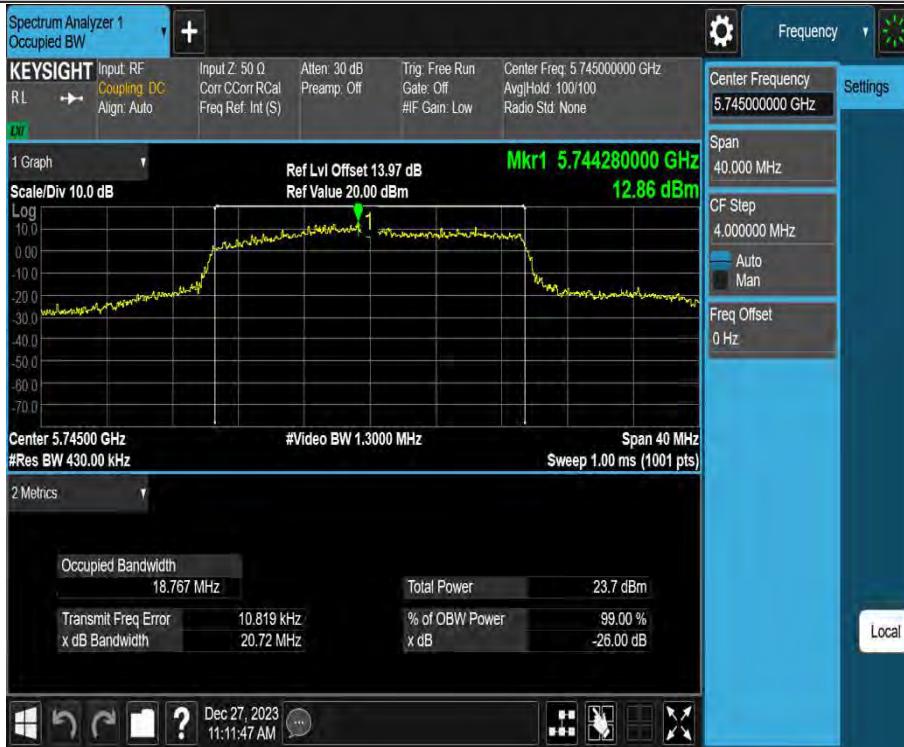 Spectrum Analyzer 1
Occupied BW
+
Frequency
KEYSIGHT
RL
Input: RF
Coupling: DC
Align: Auto
Input Z: 50 Ω
Corr CCorr RCal
Freq Ref: Int (S)
Atten: 30 dB
Preamp: Off
Trig: Free Run
Gate: Off
#IF Gain: Low
Center Freq: 5.745000000 GHz
Avg|Hold: 100/100
Radio Std: None
LXI
Center Frequency
5.745000000 GHz
Settings
Span
40.000 MHz
CF Step
4.000000 MHz
Auto
Man
Freq Offset
0 Hz
Local
1 Graph
Scale/Div 10.0 dB
Ref Lvl Offset 13.97 dB
Ref Value 20.00 dBm
Mkr1 5.744280000 GHz
12.86 dBm
Log
1
10.0
0.00
-10.0
-20.0
-30.0
-40.0
-50.0
-60.0
-70.0
Center 5.74500 GHz
#Res BW 430.00 kHz
#Video BW 1.3000 MHz
Span 40 MHz
Sweep 1.00 ms (1001 pts)
2 Metrics
Occupied Bandwidth
18.767 MHz
Total Power 23.7 dBm
Transmit Freq Error 10.819 kHz
% of OBW Power 99.00 %
x dB Bandwidth 20.72 MHz
x dB -26.00 dB
?
Dec 27, 2023
11:11:47 AM